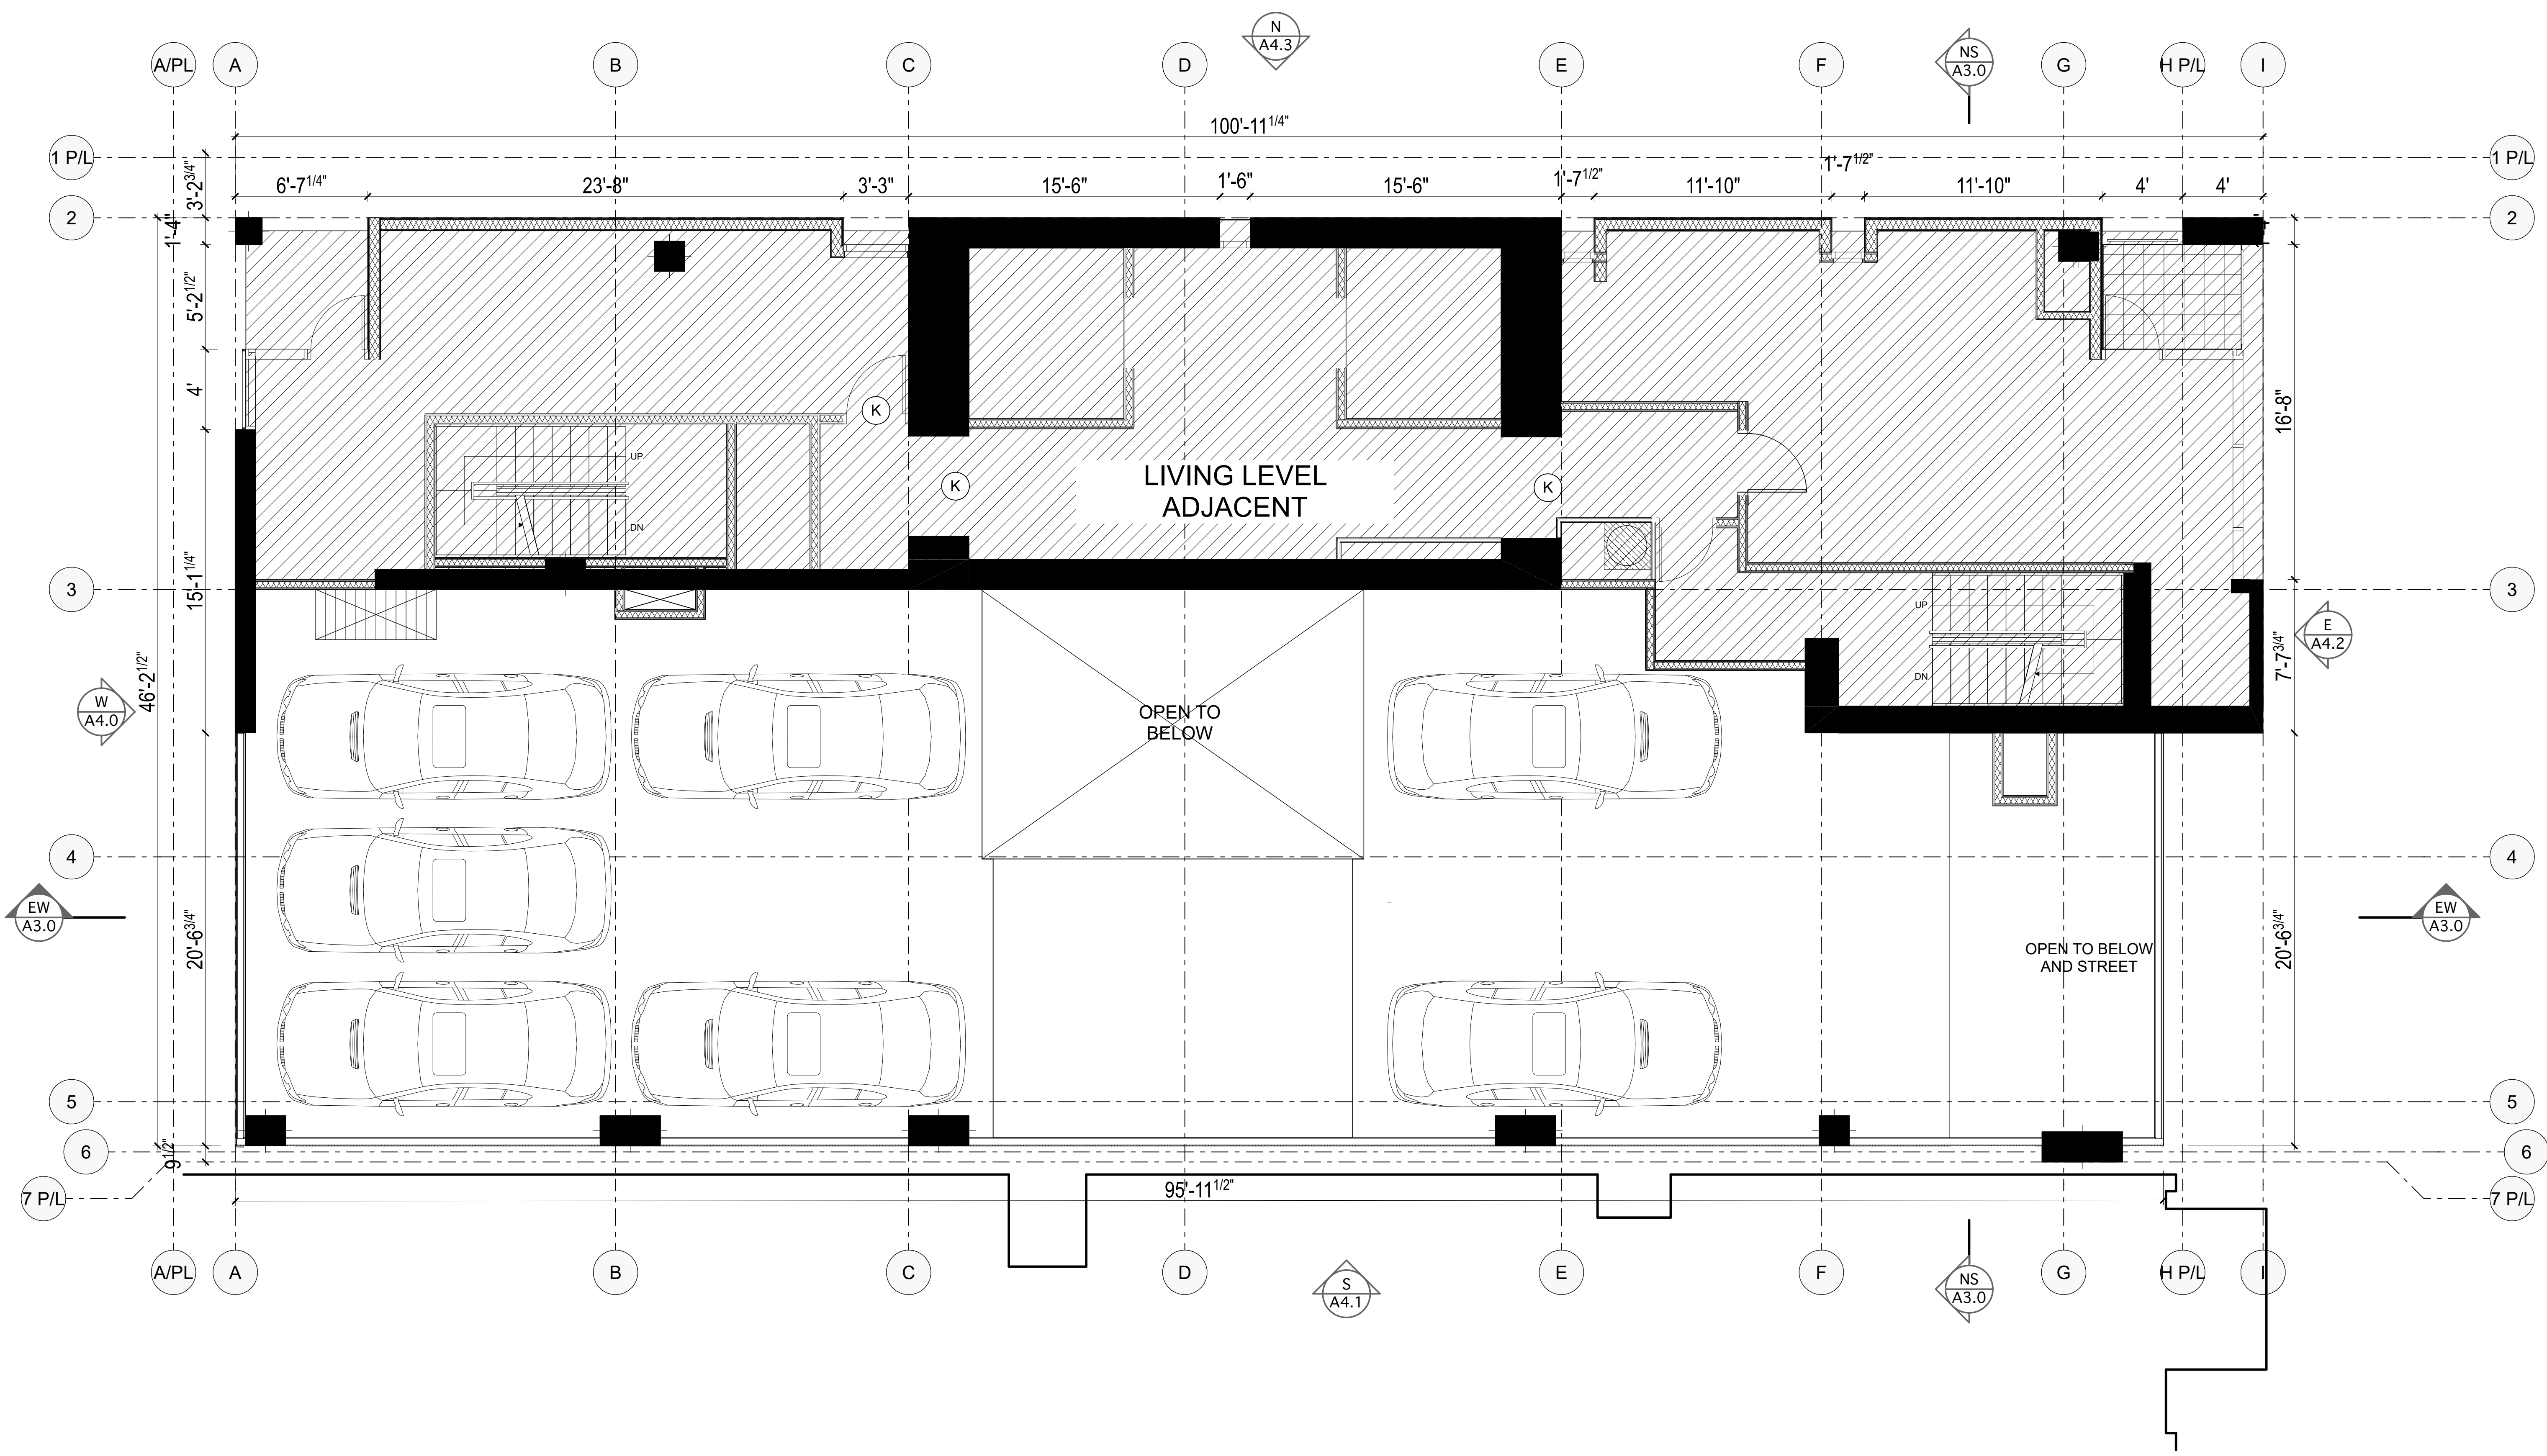 N
A4.3
NS
A3.0
A/PL
A
B
C
D
E
F
G
H P/L
I
100'-11 1/4"
1 P/L
1 P/L
3'-2 3/4"
6'-7 1/4"
23'-8"
3'-3"
15'-6"
1'-6"
15'-6"
1'-7 1/2"
11'-10"
1'-7 1/2"
11'-10"
4'
4'
2
2
1'-4"
5'-2 1/2"
4'
16'-8"
K
UP
K
LIVING LEVEL
ADJACENT
K
DN
15'-1 1/4"
3
3
UP
E
A4.2
46'-2 1/2"
7'-7 3/4"
DN
W
A4.0
OPEN TO
BELOW
4
4
EW
A3.0
EW
A3.0
20'-6 3/4"
20'-6 3/4"
OPEN TO BELOW
AND STREET
5
5
6
6
9 1/2"
7 P/L
7 P/L
95'-11 1/2"
A/PL
A
B
C
D
E
F
G
H P/L
I
S
A4.1
NS
A3.0